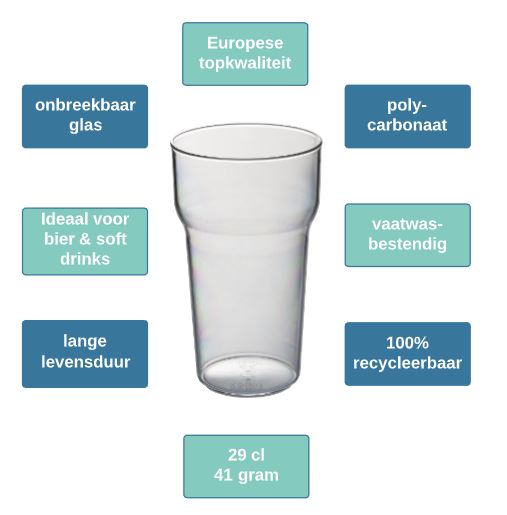 Europese
topkwaliteit
onbreekbaar
glas
poly-
carbonaat
Ideaal voor
bier & soft
drinks
vaatwas-
bestendig
lange
levensduur
100%
recycleerbaar
29 cl
41 gram